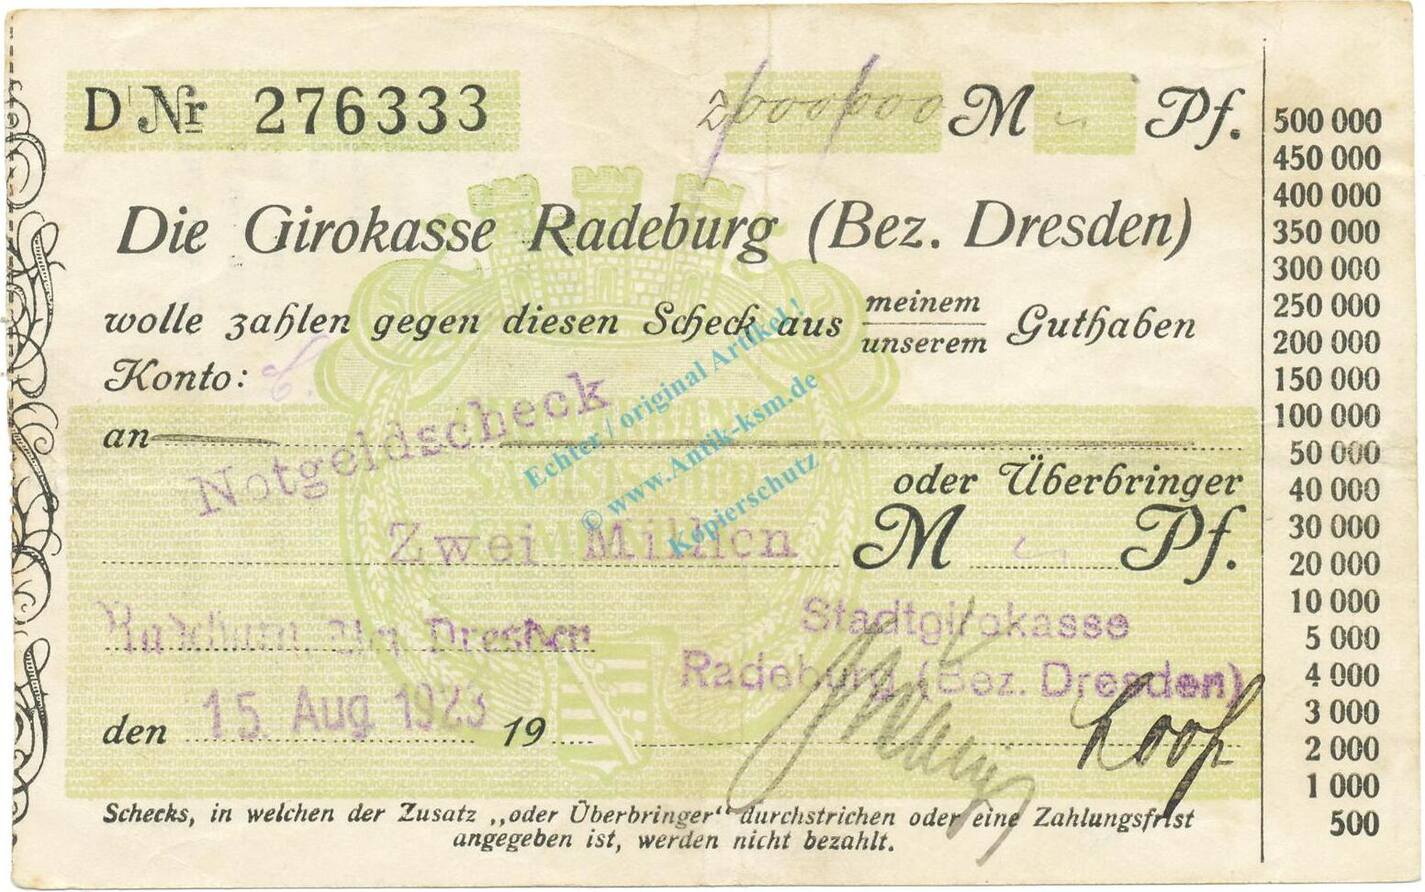 D Nr 276333 2000000 M Pf.
Die Girokasse Radeburg (Bez. Dresden)
wolle zahlen gegen diesen Scheck aus meinem
unserem Guthaben
Konto:
Notgeldscheck
an
oder Überbringer
Zwei Million M Pf.
Radeburg Bez. Dresden
Stadtgirokasse
Radeburg (Bez. Dresden)
den 15 Aug 1923 19
Schecks, in welchen der Zusatz „oder Überbringer“ durchstrichen oder eine Zahlungsfrist
angegeben ist, werden nicht bezahlt.
500 000
450 000
400 000
350 000
300 000
250 000
200 000
150 000
100 000
50 000
40 000
30 000
20 000
10 000
5 000
4 000
3 000
2 000
1 000
500
Echter / original Artikel !
© www.Antik-ksm.de
Kopierschutz